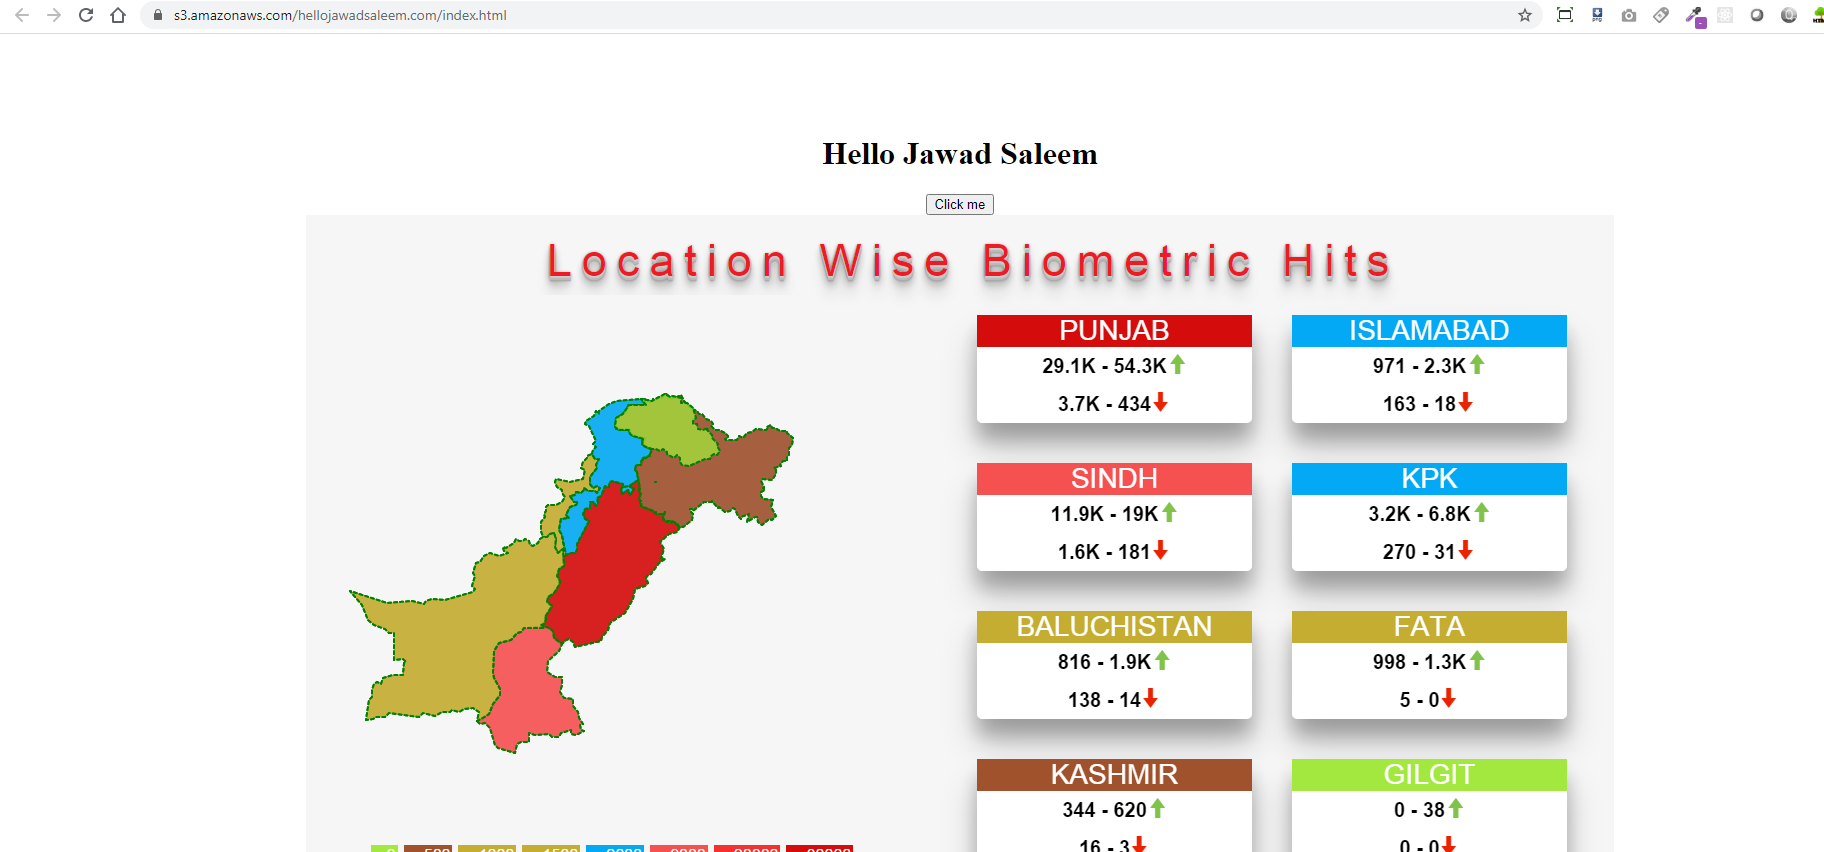 s3.amazonaws.com/hellojawadsaleem.com/index.html
Hello Jawad Saleem
Click me
Location Wise Biometric Hits
PUNJAB
29.1K - 54.3K
3.7K - 434
ISLAMABAD
971 - 2.3K
163 - 18
SINDH
11.9K - 19K
1.6K - 181
KPK
3.2K - 6.8K
270 - 31
BALUCHISTAN
816 - 1.9K
138 - 14
FATA
998 - 1.3K
5 - 0
KASHMIR
344 - 620
16 - 3
GILGIT
0 - 38
0 - 0